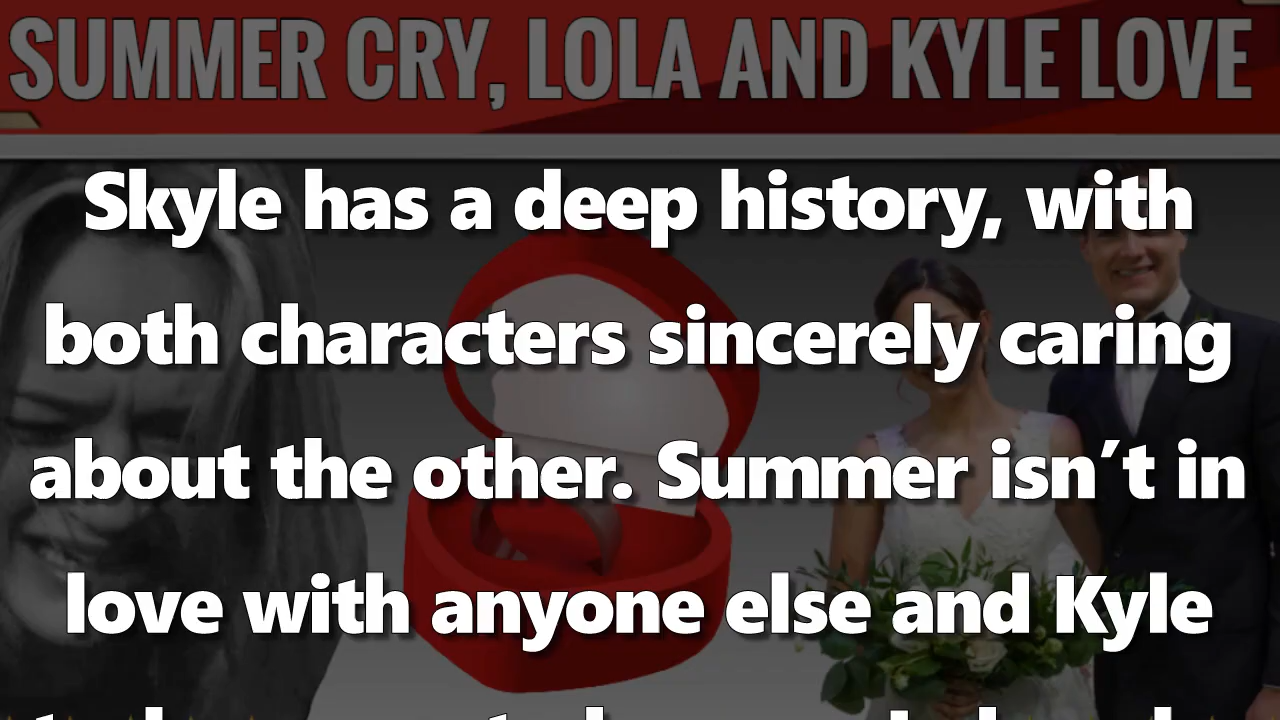 SUMMER CRY, LOLA AND KYLE LOVE
Skyle has a deep history, with
both characters sincerely caring
about the other. Summer isn´t in
love with anyone else and Kyle